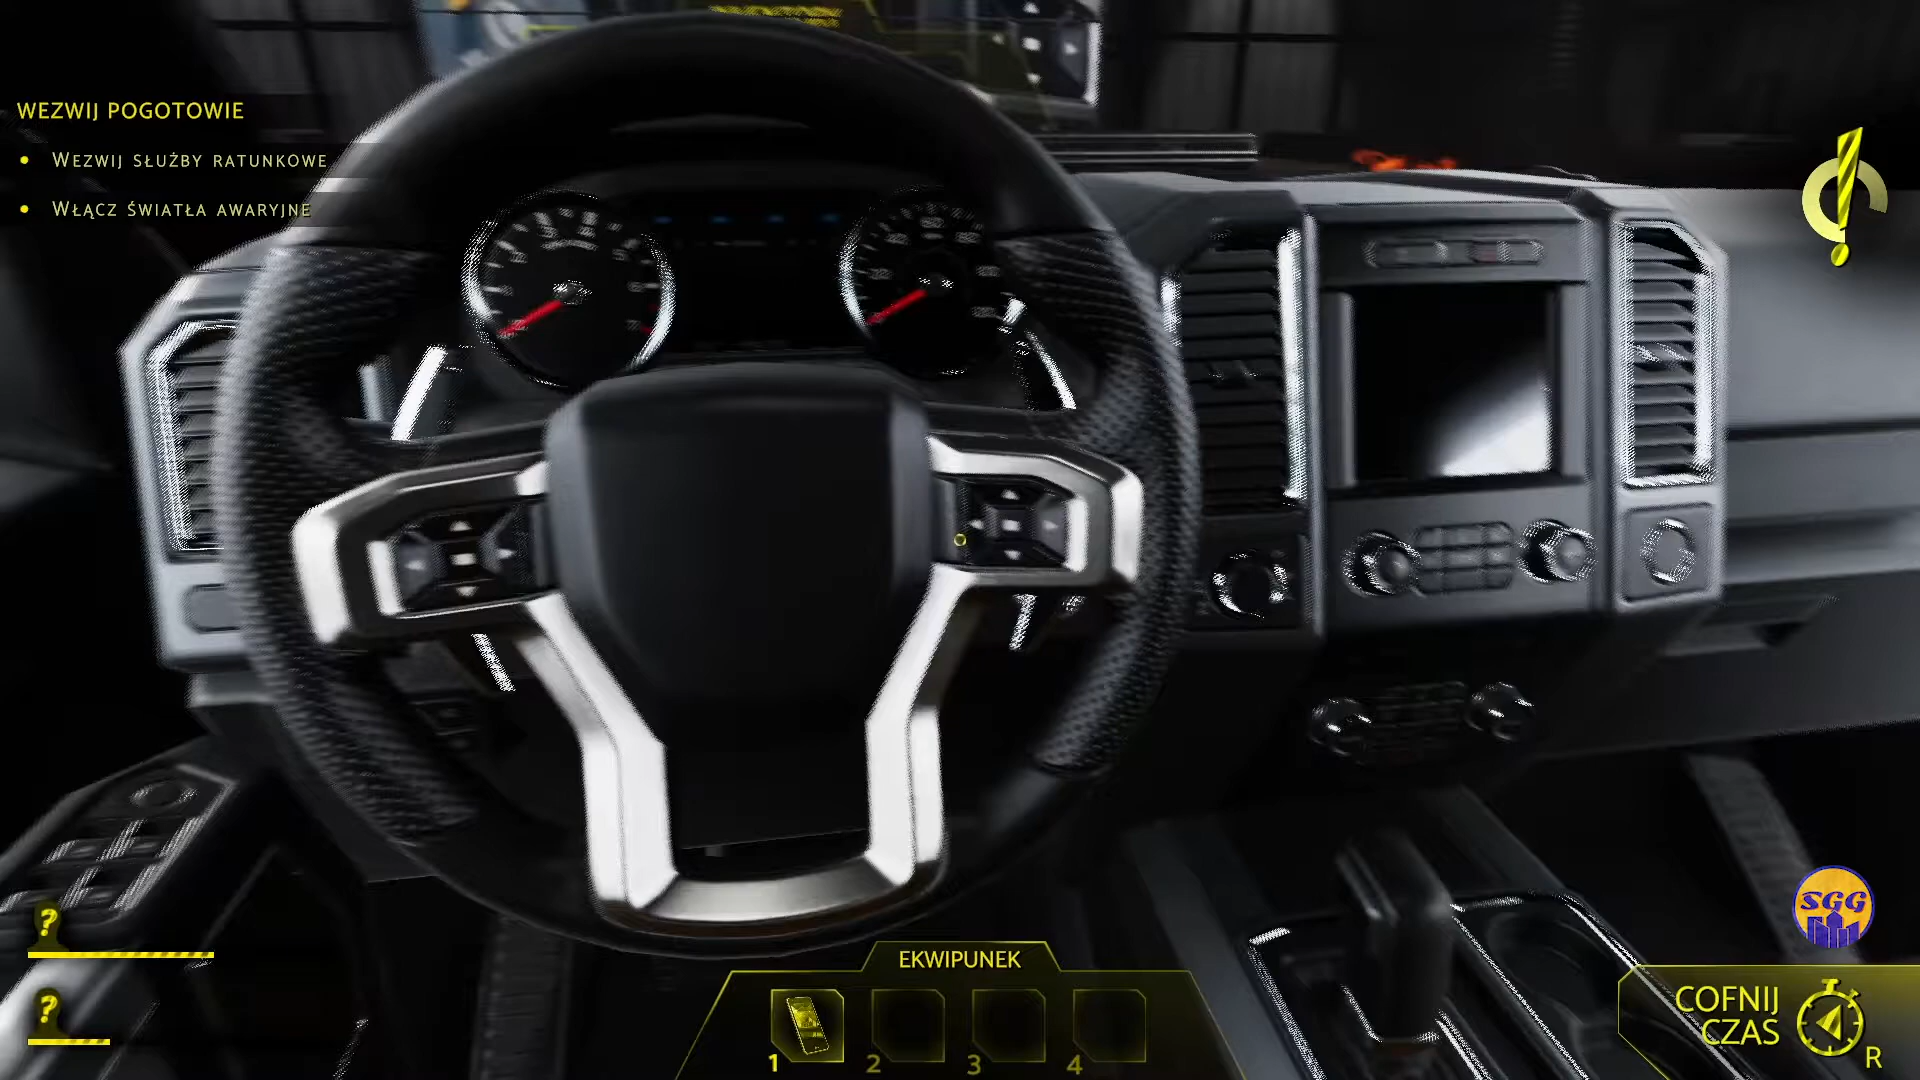 WEZWIJ POGOTOWIE
• WEZWIJ SŁUŻBY RATUNKOWE
• WŁĄCZ ŚWIATŁA AWARYJNE
!
?
?
EKWIPUNEK
1 2 3 4
SGG
COFNIJ
CZAS
R